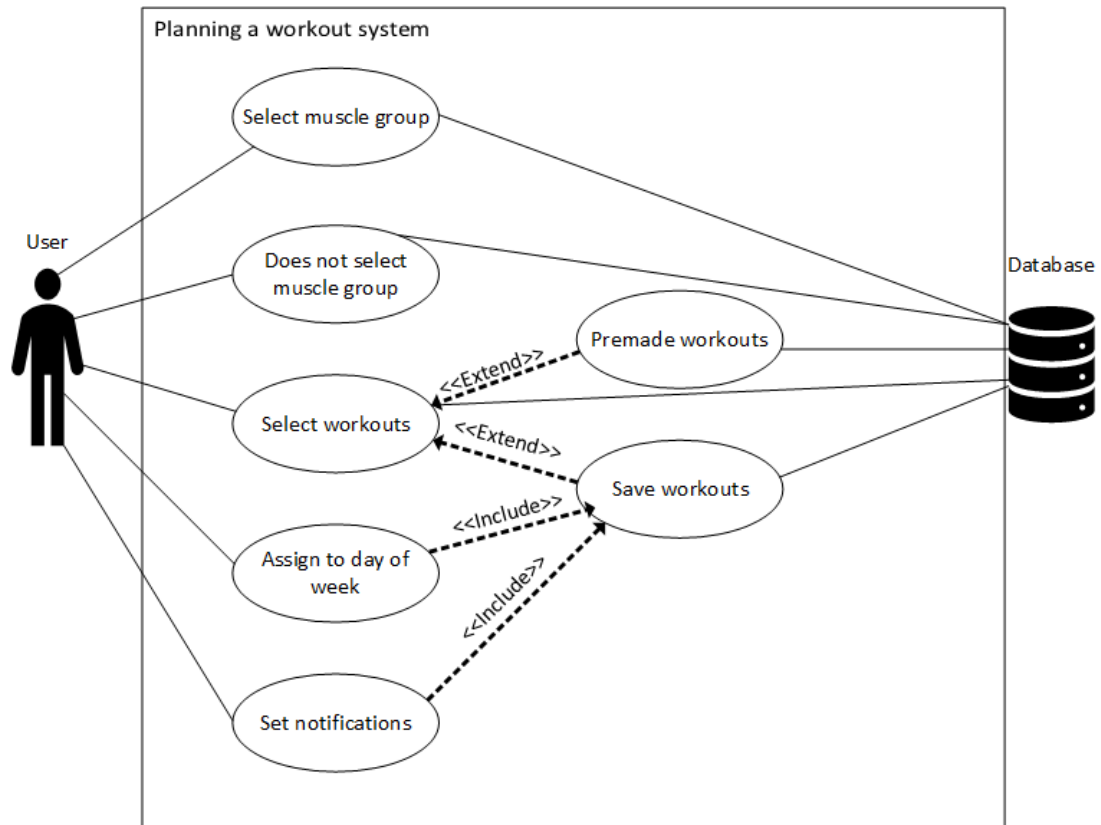 Planning a workout system
Select muscle group
User
Does not select
muscle group
Database
Premade workouts
<<Extend>>
Select workouts
<<Extend>>
Save workouts
<<Include>>
Assign to day of
week
<<Include>>
Set notifications